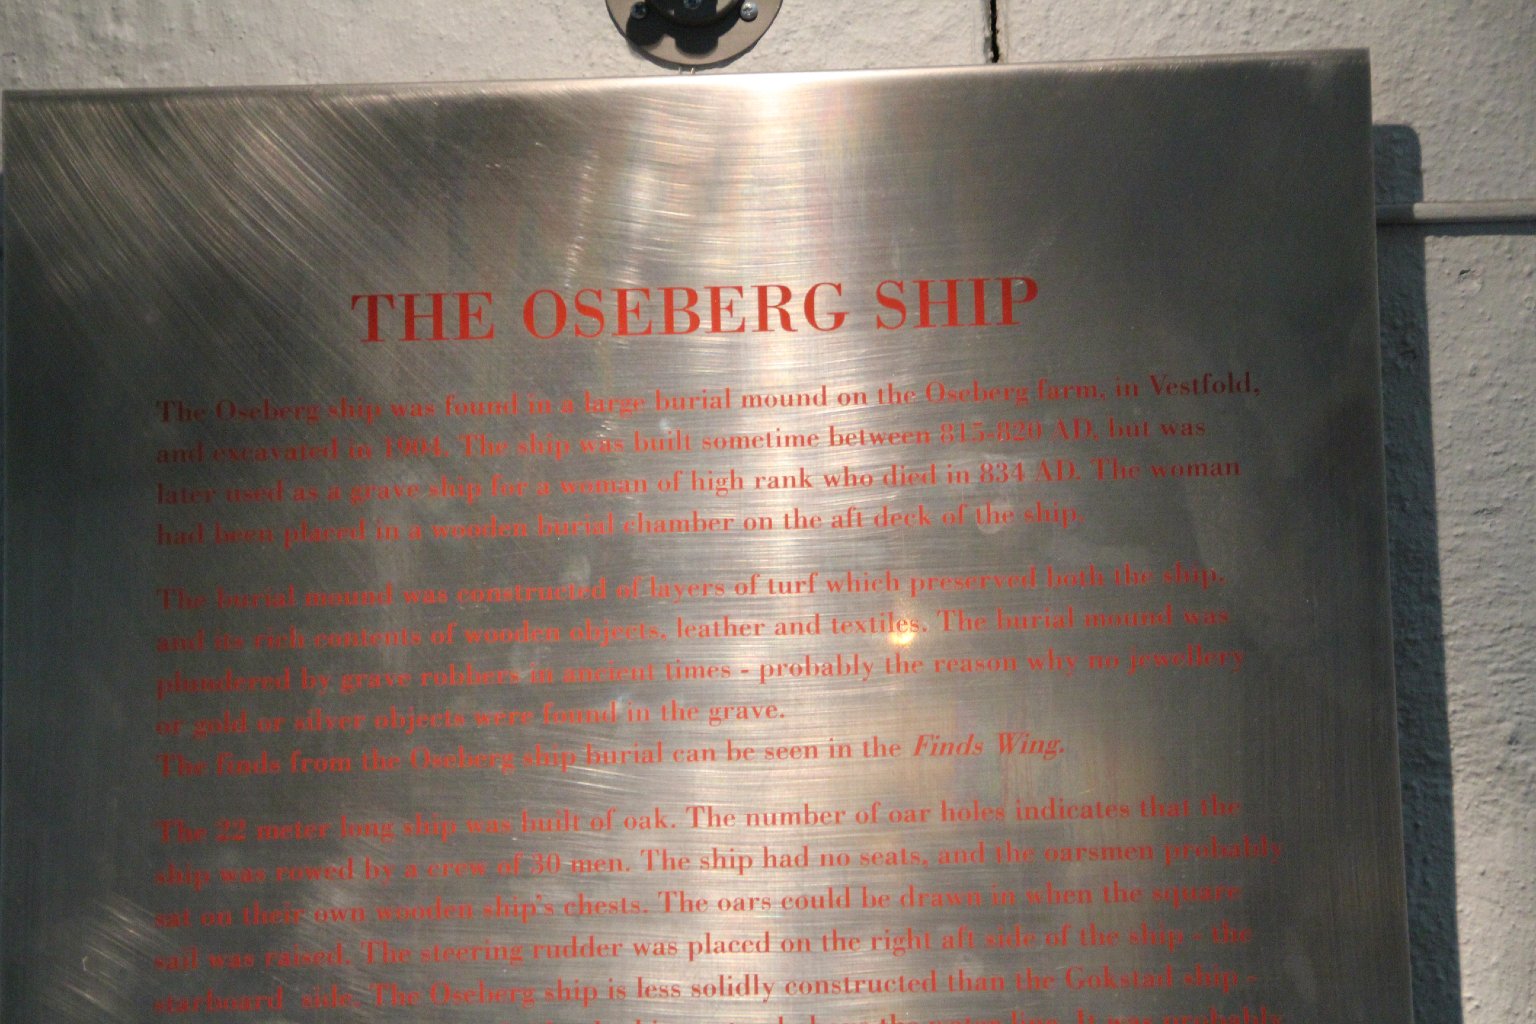 THE OSEBERG SHIP
The Oseberg ship was found in a large burial mound on the Oseberg farm, in Vestfold,
and excavated in 1904. The ship was built sometime between 815-820 AD, but was
later used as a grave ship for a woman of high rank who died in 834 AD. The woman
had been placed in a wooden burial chamber on the aft deck of the ship.
The burial mound was constructed of layers of turf which preserved both the ship,
and its rich contents of wooden objects, leather and textiles. The burial mound was
plundered by grave robbers in ancient times - probably the reason why no jewellery
or gold or silver objects were found in the grave.
The finds from the Oseberg ship burial can be seen in the Finds Wing.
The 22 meter long ship was built of oak. The number of oar holes indicates that the
ship was rowed by a crew of 30 men. The ship had no seats, and the oarsmen probably
sat on their own wooden ship's chests. The oars could be drawn in when the square
sail was raised. The steering rudder was placed on the right aft side of the ship - the
starboard side. The Oseberg ship is less solidly constructed than the Gokstad ship -
the water line. It was probably